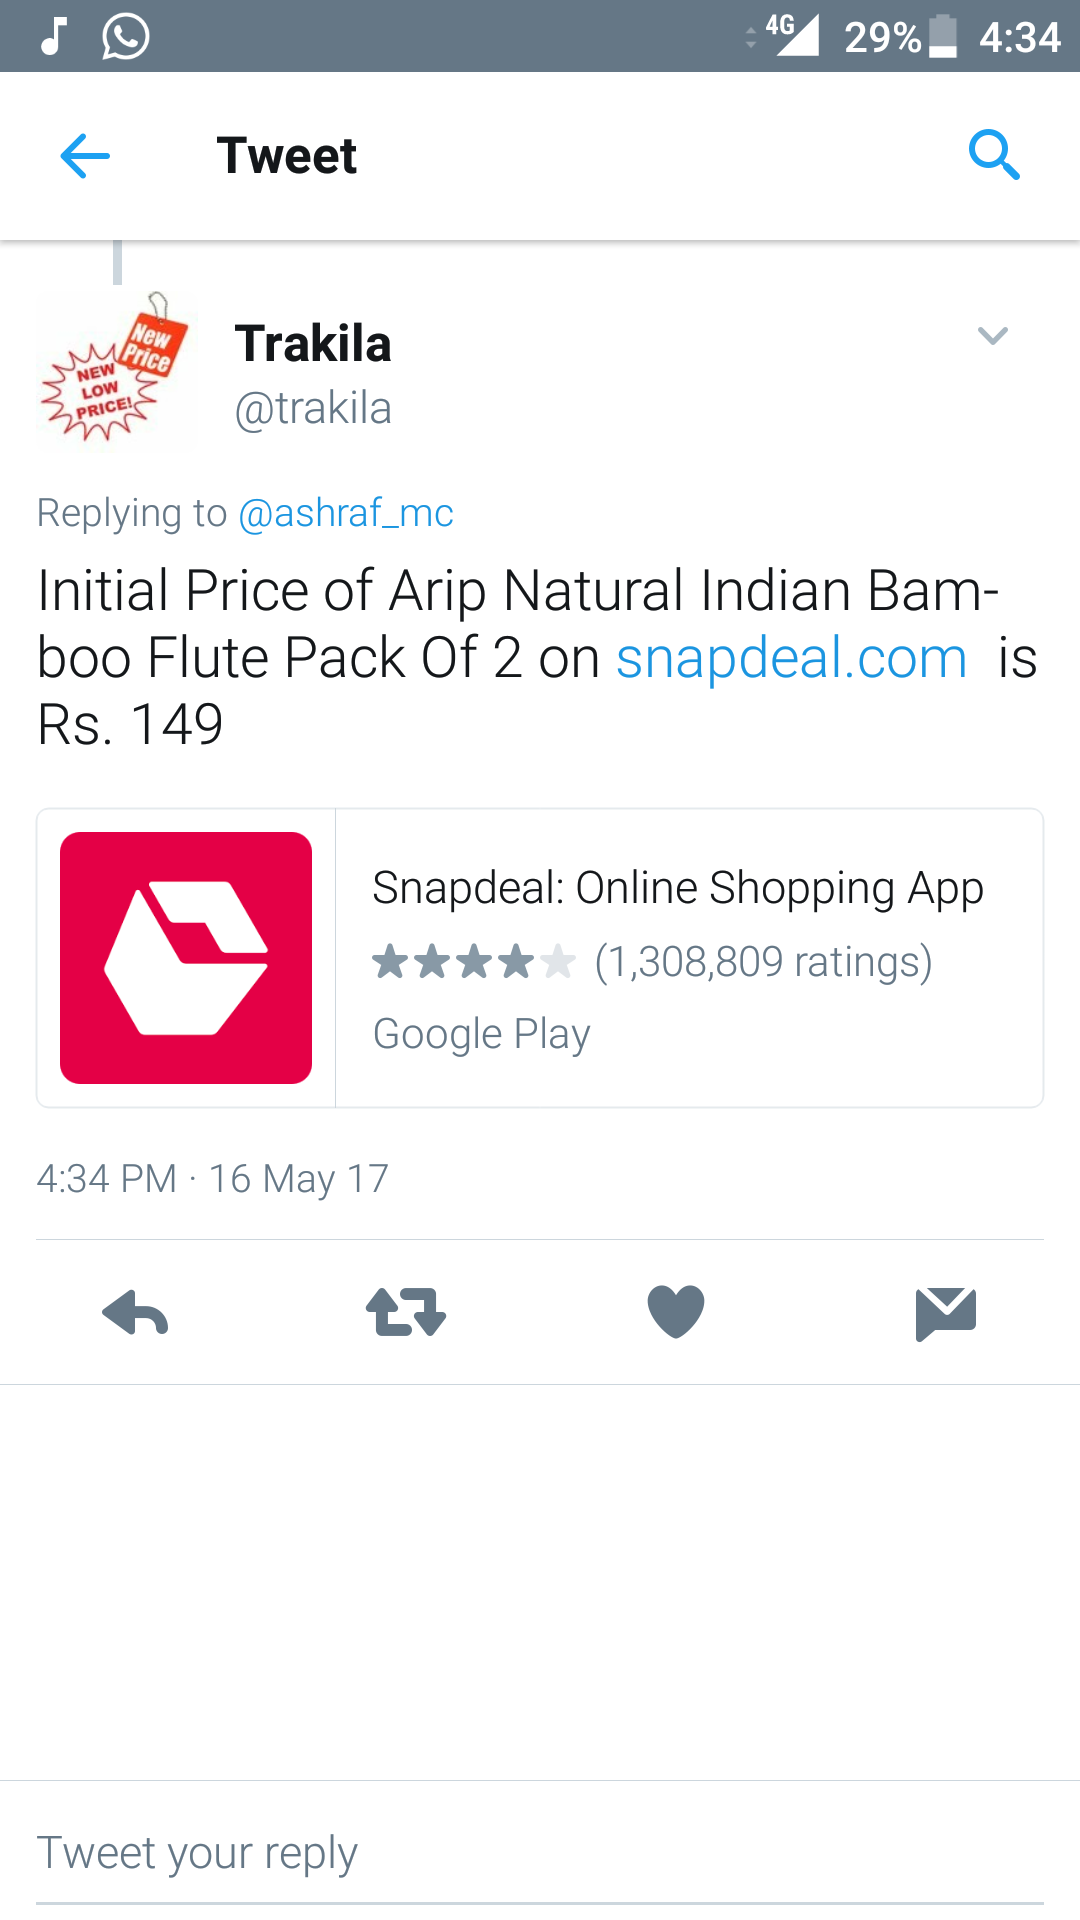 4G 29% 4:34
Tweet
New
Price
NEW
LOW
PRICE!
Trakila
@trakila
Replying to @ashraf_mc
Initial Price of Arip Natural Indian Bam-
boo Flute Pack Of 2 on snapdeal.com is
Rs. 149
Snapdeal: Online Shopping App
(1,308,809 ratings)
Google Play
4:34 PM · 16 May 17
Tweet your reply